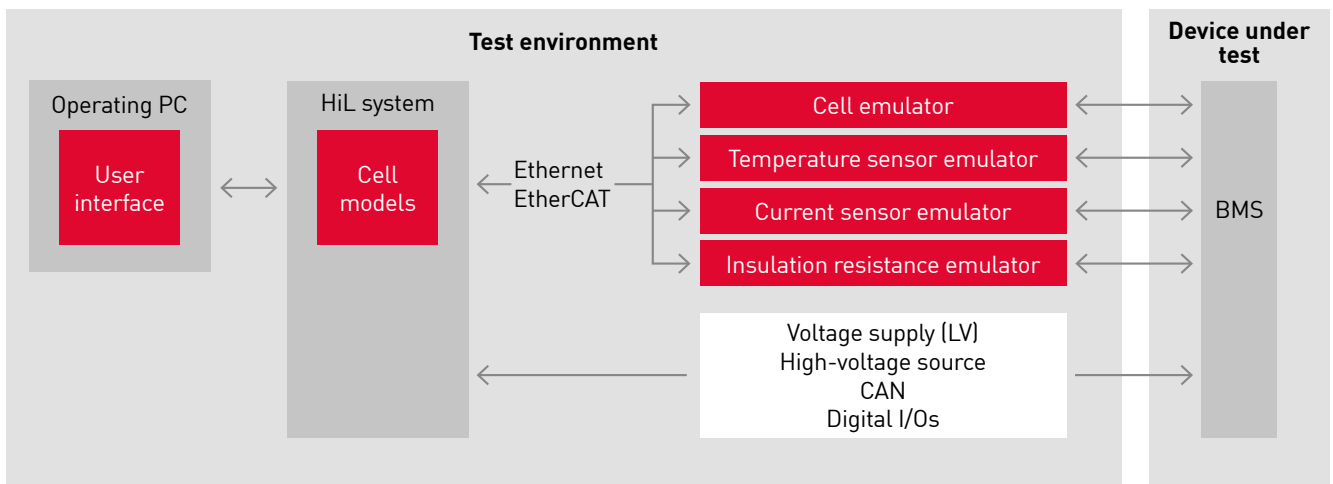 Test environment
Device under
test
Operating PC
User
interface
HiL system
Cell
models
Ethernet
EtherCAT
Cell emulator
Temperature sensor emulator
Current sensor emulator
Insulation resistance emulator
Voltage supply (LV)
High-voltage source
CAN
Digital I/Os
BMS